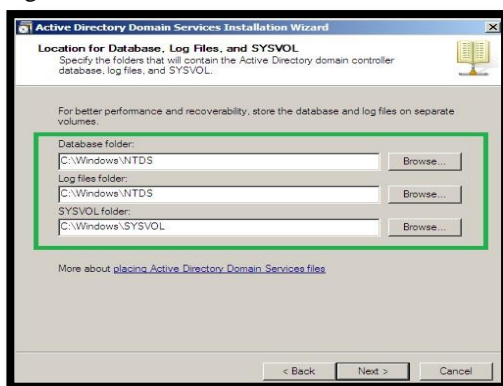 Active Directory Domain Services Installation Wizard
Location for Database, Log Files, and SYSVOL
Specify the folders that will contain the Active Directory domain controller
database, log files, and SYSVOL.
For better performance and recoverability, store the database and log files on separate
volumes.
Database folder:
C:\Windows\NTDS
Browse...
Log files folder:
C:\Windows\NTDS
Browse...
SYSVOL folder:
C:\Windows\SYSVOL
Browse...
More about placing Active Directory Domain Services files
< Back Next > Cancel